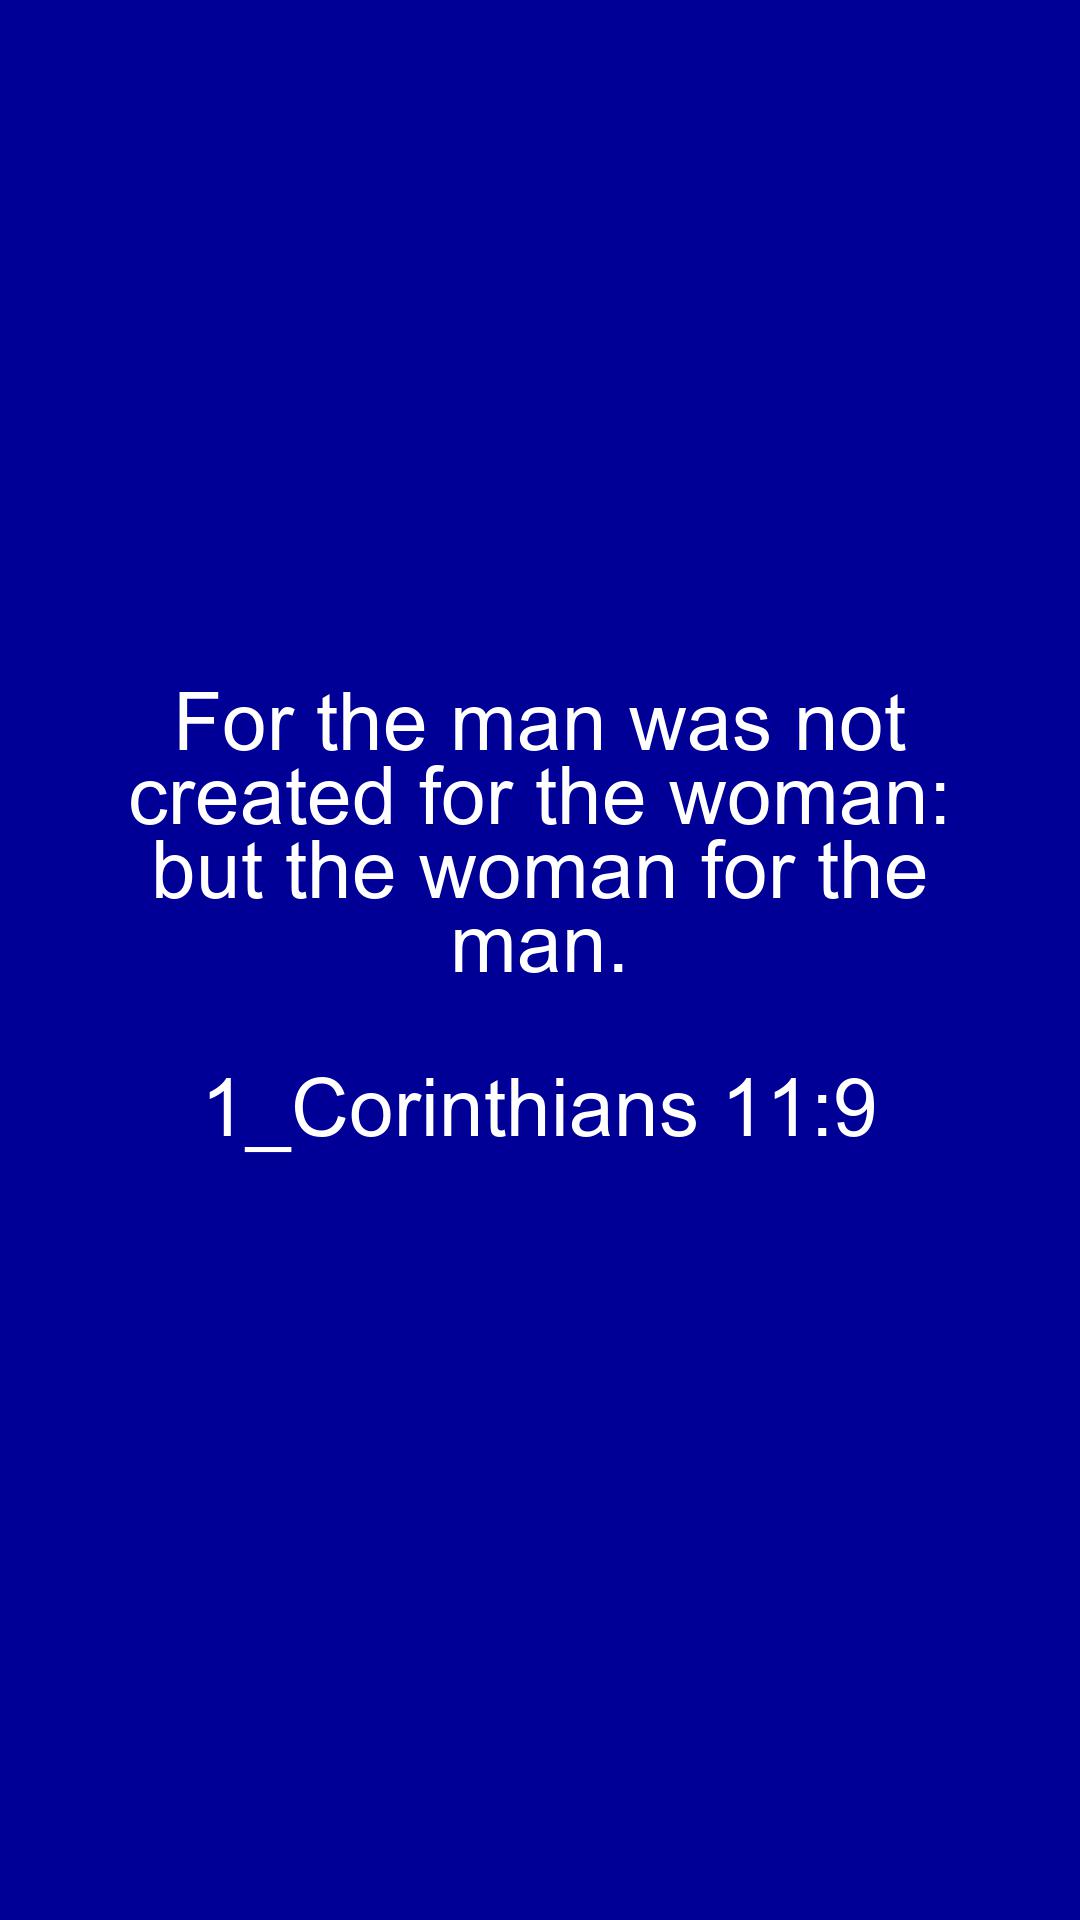 For the man was not
created for the woman:
but the woman for the
man.
1_Corinthians 11:9